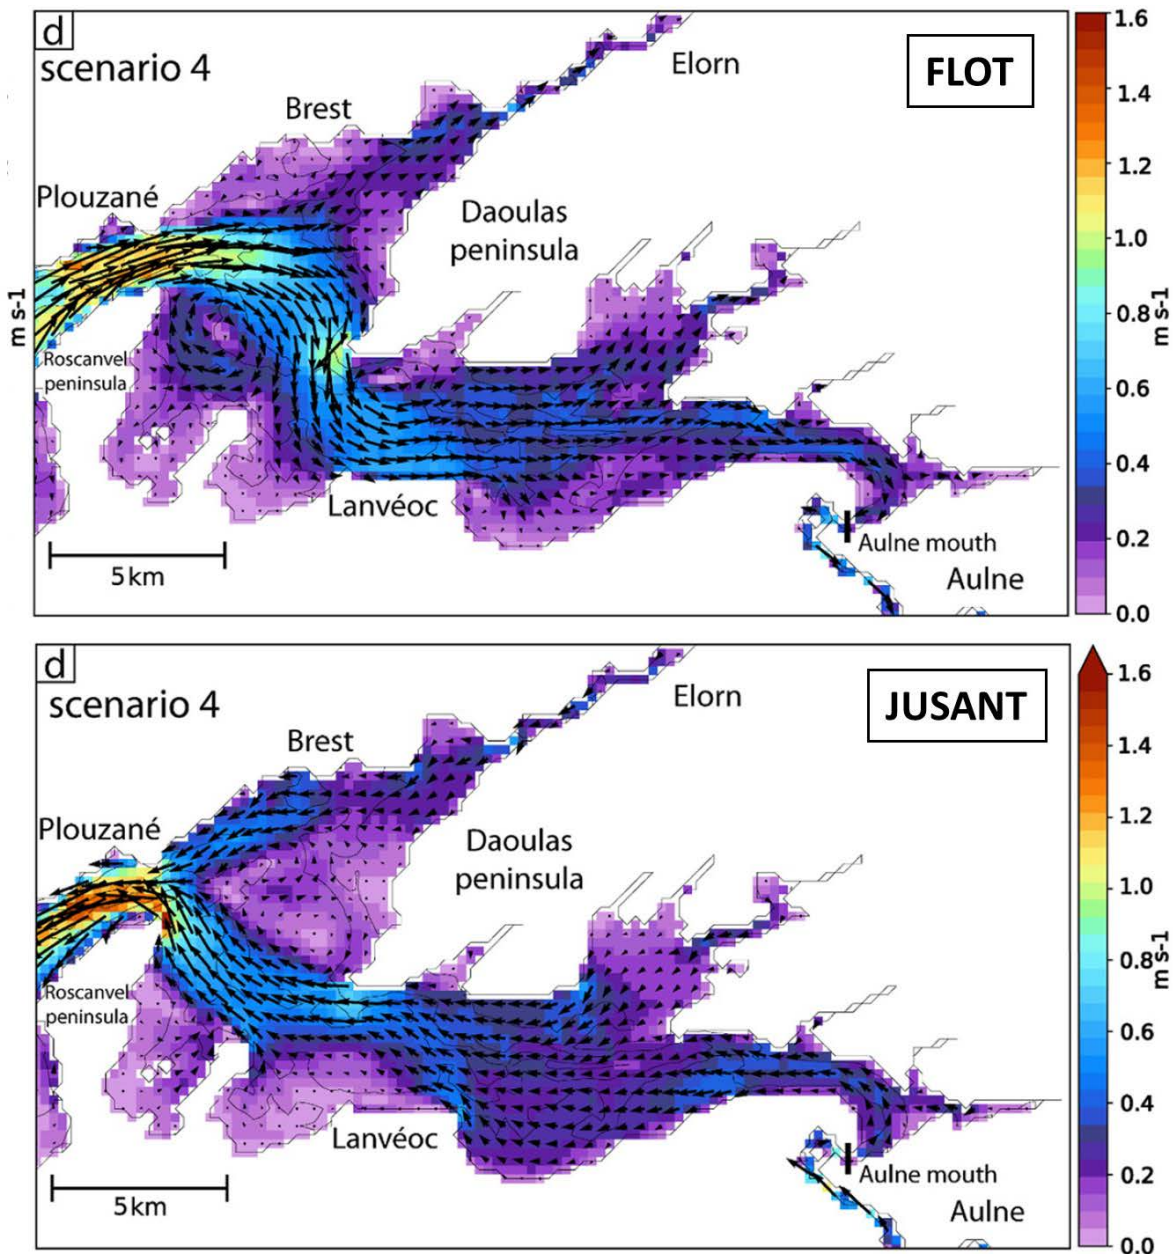 d
scenario 4
FLOT
Elorn
Brest
Plouzané
Daoulas
peninsula
Roscanvel
peninsula
Lanvéoc
5 km
Aulne mouth
Aulne
m s-1
1.6
1.4
1.2
1.0
0.8
0.6
0.4
0.2
0.0
m s-1
d
scenario 4
JUSANT
Elorn
Brest
Plouzané
Daoulas
peninsula
Roscanvel
peninsula
Lanvéoc
5 km
Aulne mouth
Aulne
1.6
1.4
1.2
1.0
0.8
0.6
0.4
0.2
0.0
m s-1